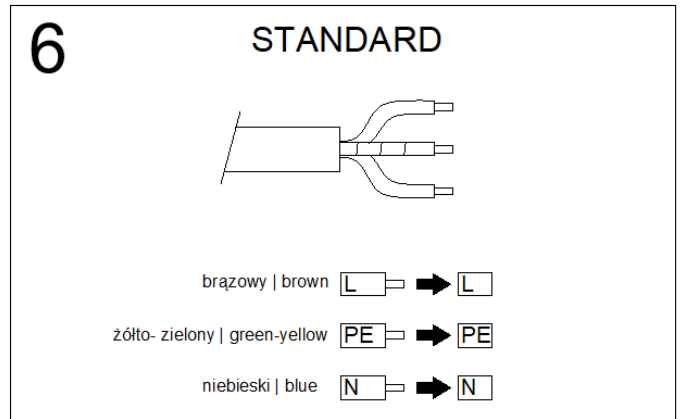 6
STANDARD
brązowy | brown L L
żółto- zielony | green-yellow PE PE
niebieski | blue N N